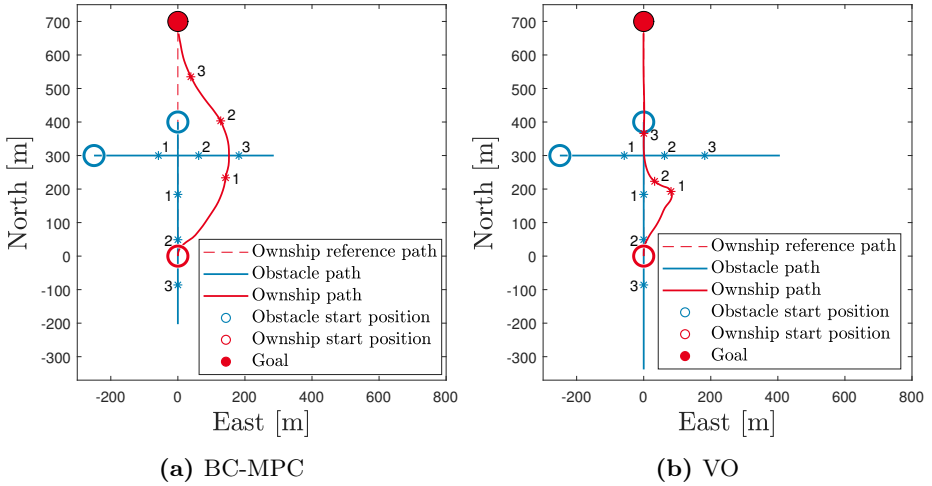 700
600
500
400
300
200
100
0
-100
-200
-300
North [m]
3
2
1
2
3
1
1
2
3
Ownship reference path
Obstacle path
Ownship path
Obstacle start position
Ownship start position
Goal
-200 0 200 400 600 800
East [m]
(a) BC-MPC
700
600
500
400
300
200
100
0
-100
-200
-300
North [m]
3
1
2
3
2
1
1
2
3
Ownship reference path
Obstacle path
Ownship path
Obstacle start position
Ownship start position
Goal
-200 0 200 400 600 800
East [m]
(b) VO